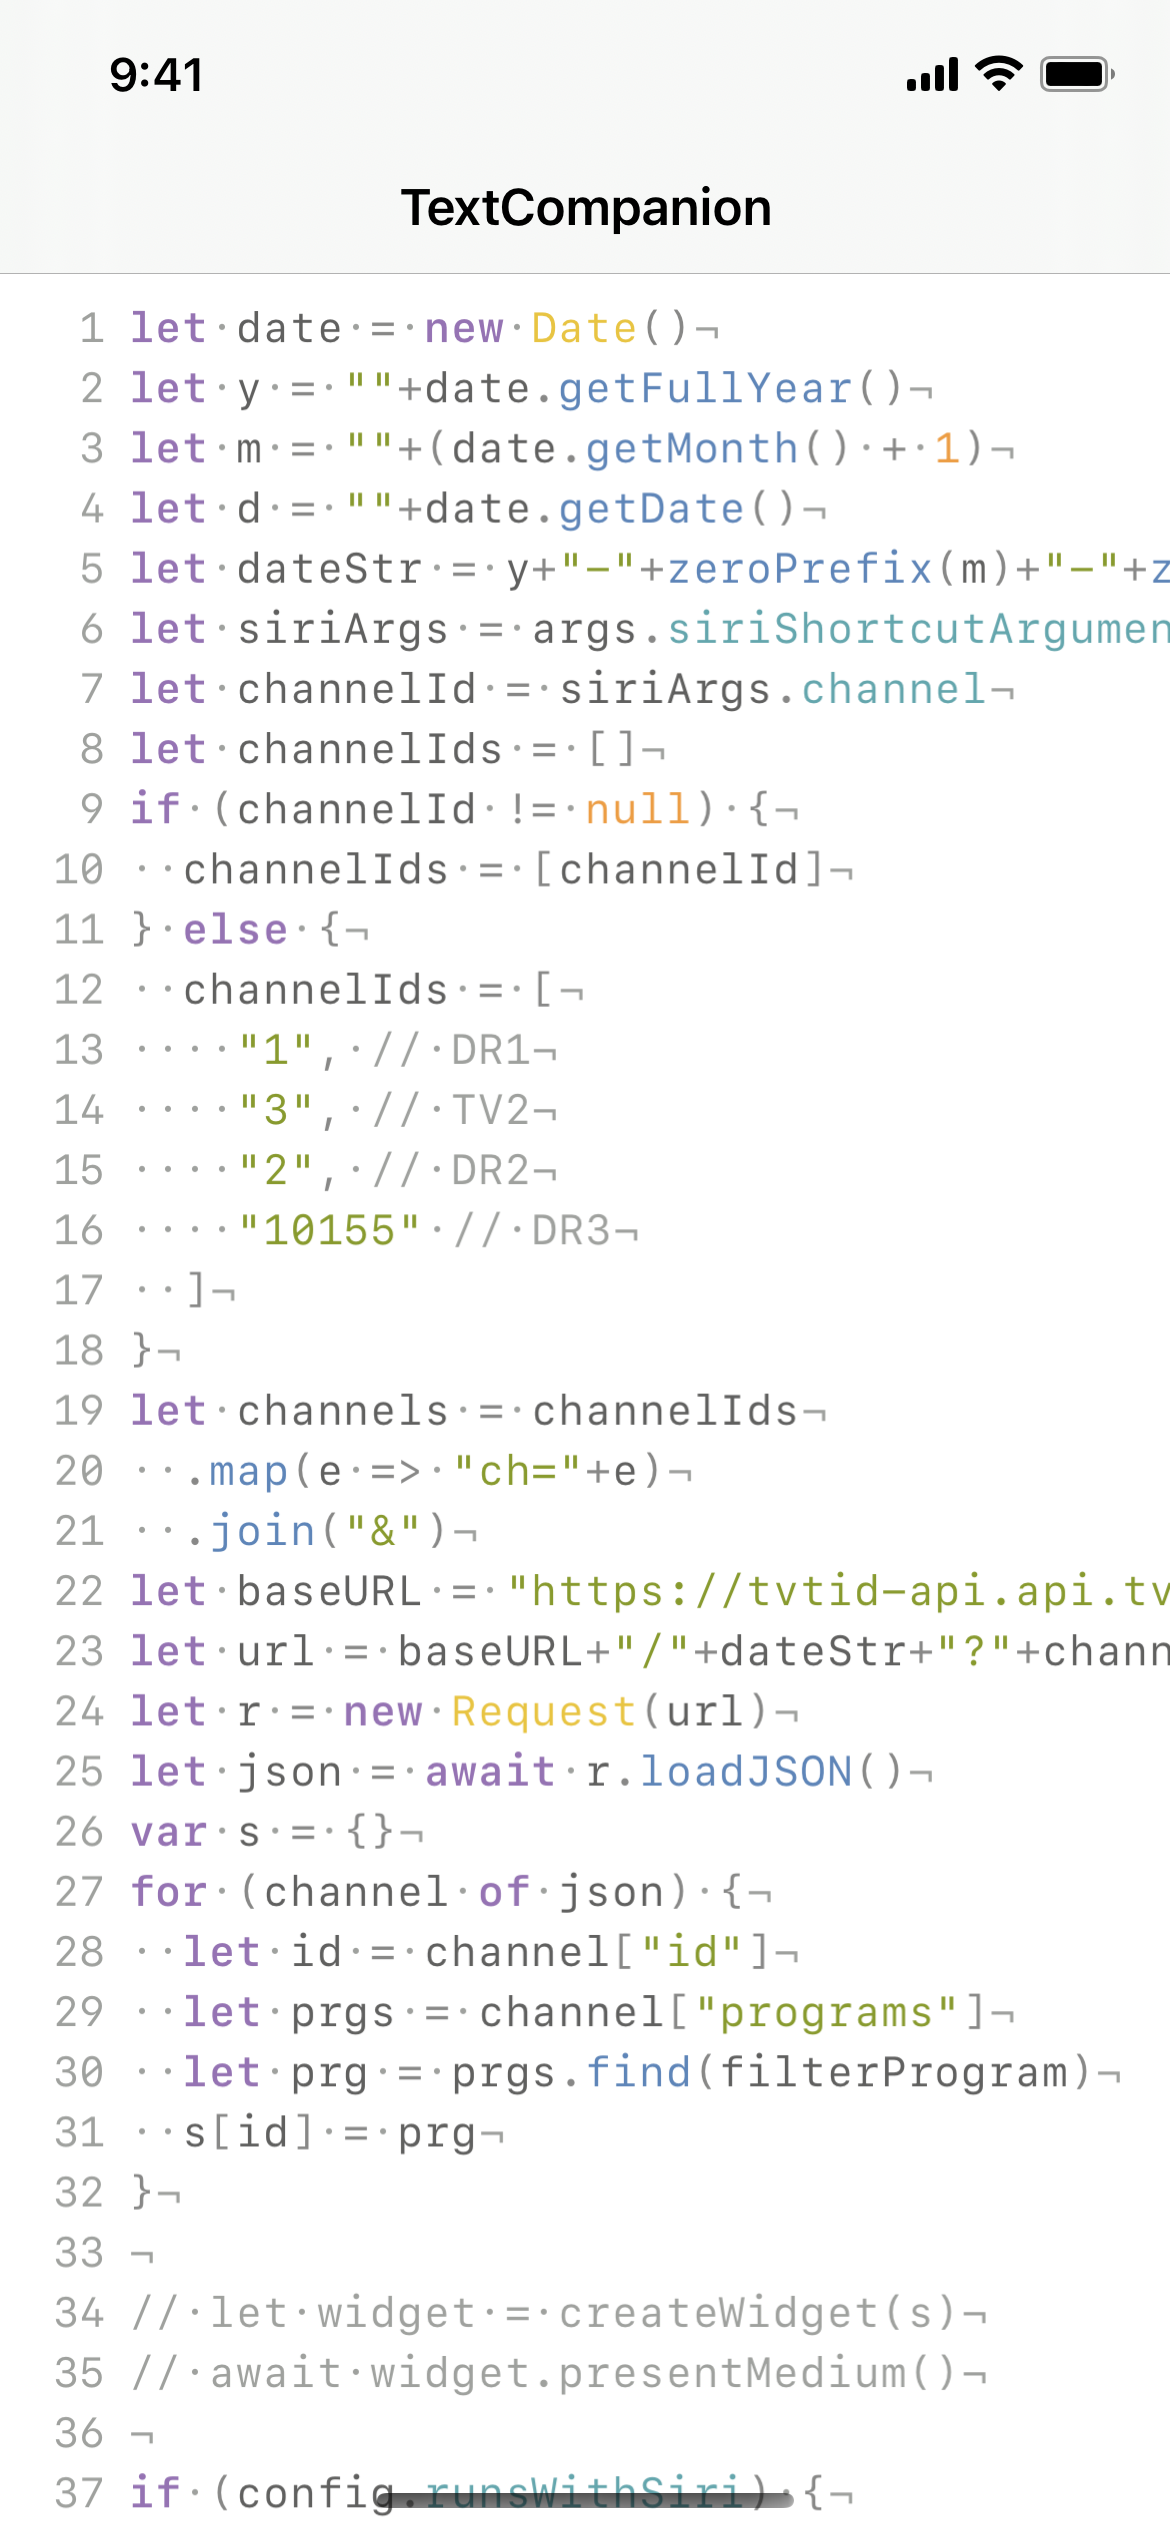 9:41
TextCompanion
1 let·date·=·new·Date()¬
2 let·y·=·""+date.getFullYear()¬
3 let·m·=·""+(date.getMonth()·+·1)¬
4 let·d·=·""+date.getDate()¬
5 let·dateStr·=·y+"-"+zeroPrefix(m)+"-"+z
6 let·siriArgs·=·args.siriShortcutArgumen
7 let·channelId·=·siriArgs.channel¬
8 let·channelIds·=·[]¬
9 if·(channelId·!=·null)·{¬
10 ··channelIds·=·[channelId]¬
11 }·else·{¬
12 ··channelIds·=·[¬
13 ····"1",·//·DR1¬
14 ····"3",·//·TV2¬
15 ····"2",·//·DR2¬
16 ····"10155"·//·DR3¬
17 ··]¬
18 }¬
19 let·channels·=·channelIds¬
20 ··.map(e·=>·"ch="+e)¬
21 ··.join("&")¬
22 let·baseURL·=·"https://tvtid-api.api.tv
23 let·url·=·baseURL+"/"+dateStr+"?"+chann
24 let·r·=·new·Request(url)¬
25 let·json·=·await·r.loadJSON()¬
26 var·s·=·{}¬
27 for·(channel·of·json)·{¬
28 ··let·id·=·channel["id"]¬
29 ··let·prgs·=·channel["programs"]¬
30 ··let·prg·=·prgs.find(filterProgram)¬
31 ··s[id]·=·prg¬
32 }¬
33 ¬
34 //·let·widget·=·createWidget(s)¬
35 //·await·widget.presentMedium()¬
36 ¬
37 if·(config.runsWithSiri)·{¬